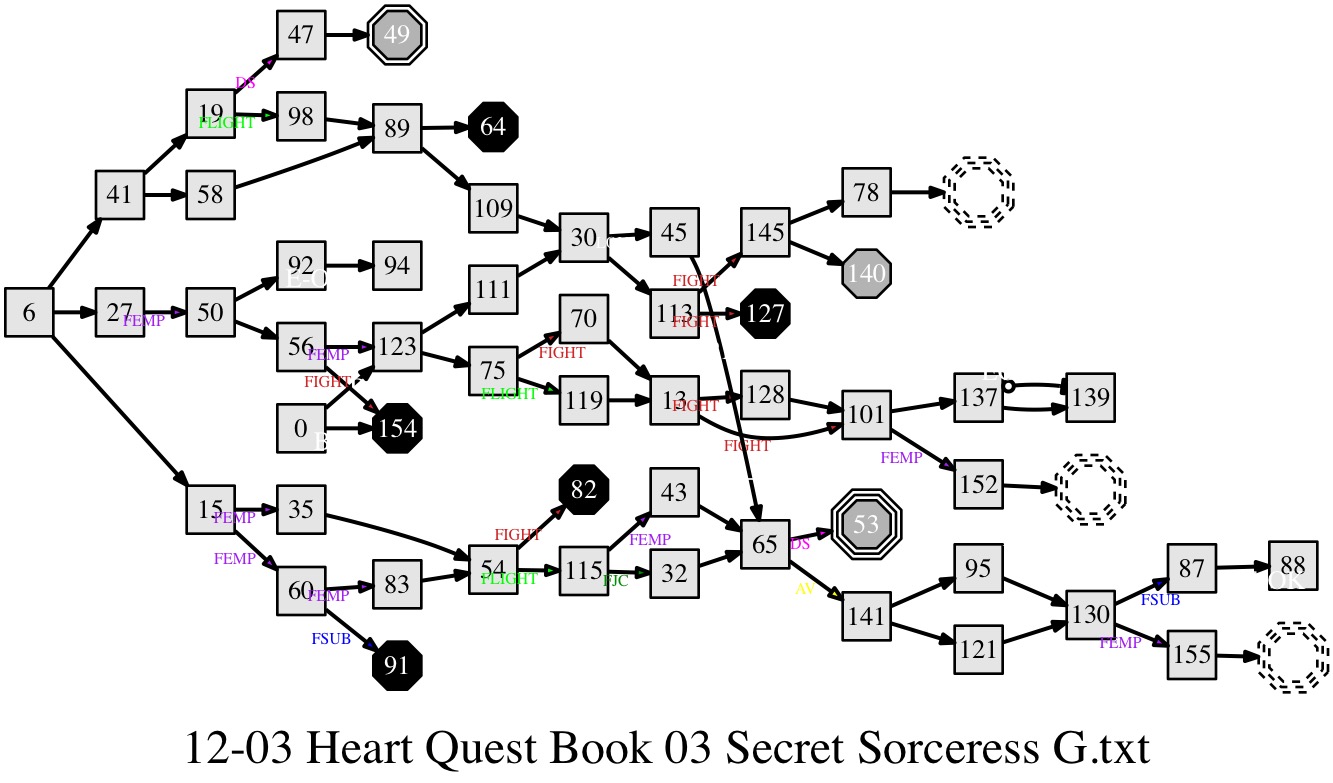 47
49
DS
19
FLIGHT
98
89
64
41
58
109
78
30
45
145
92
94
111
FIGHT
140
6
27
FEMP
50
70
113
FIGHT
127
56
FEMP
123
75
FIGHT
FIGHT
FLIGHT
119
13
FIGHT
128
101
137
139
0
154
FIGHT
FEMP
152
82
43
15
FEMP
35
FIGHT
65
DS
53
FEMP
FEMP
54
FLIGHT
115
FJC
32
95
87
88
OK
60
FEMP
83
AV
141
FSUB
130
FSUB
91
121
FEMP
155
12-03 Heart Quest Book 03 Secret Sorceress G.txt